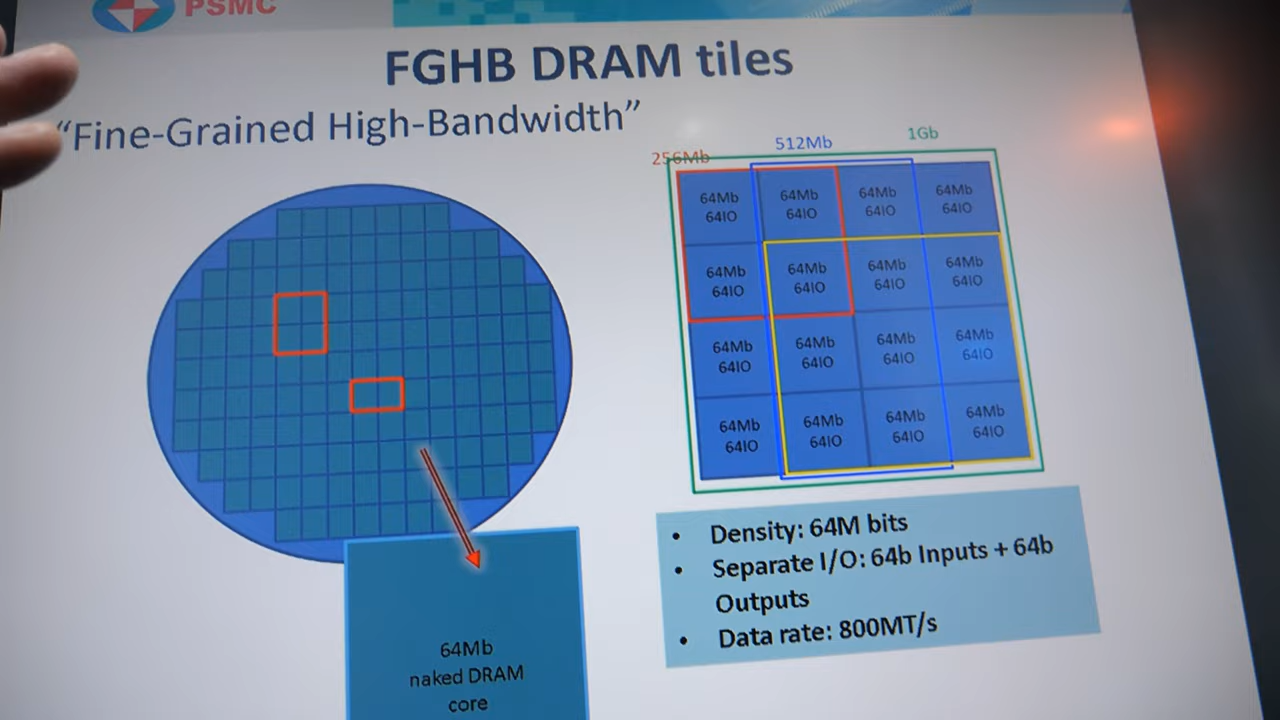 PSMC
FGHB DRAM tiles
"Fine-Grained High-Bandwidth"
256Mb
512Mb
1Gb
64Mb
64IO
64Mb
64IO
64Mb
64IO
64Mb
64IO
64Mb
64IO
64Mb
64IO
64Mb
64IO
64Mb
64IO
64Mb
64IO
64Mb
64IO
64Mb
64IO
64Mb
64IO
64Mb
64IO
64Mb
64IO
64Mb
64IO
64Mb
64IO
• Density: 64M bits
• Separate I/O: 64b Inputs + 64b
Outputs
• Data rate: 800MT/s
64Mb
naked DRAM
core